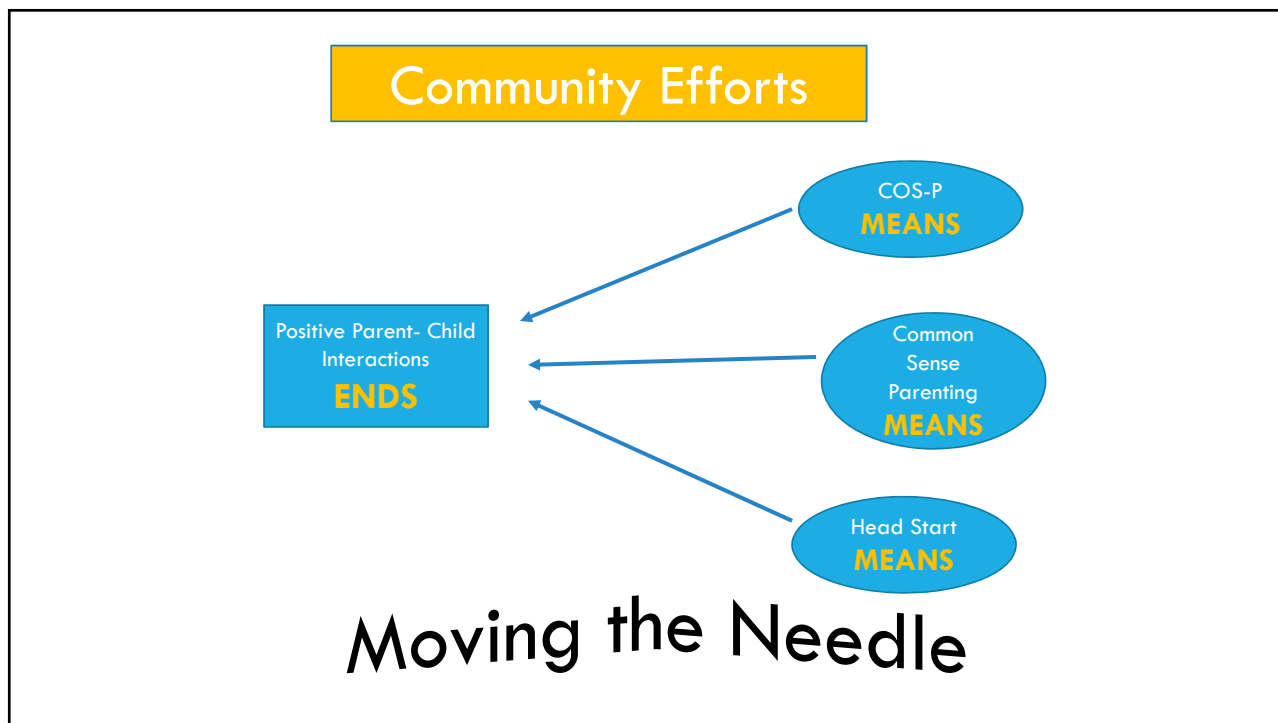 Community Efforts
COS-P
MEANS
Positive Parent- Child
Interactions
ENDS
Common
Sense
Parenting
MEANS
Head Start
MEANS
Moving the Needle